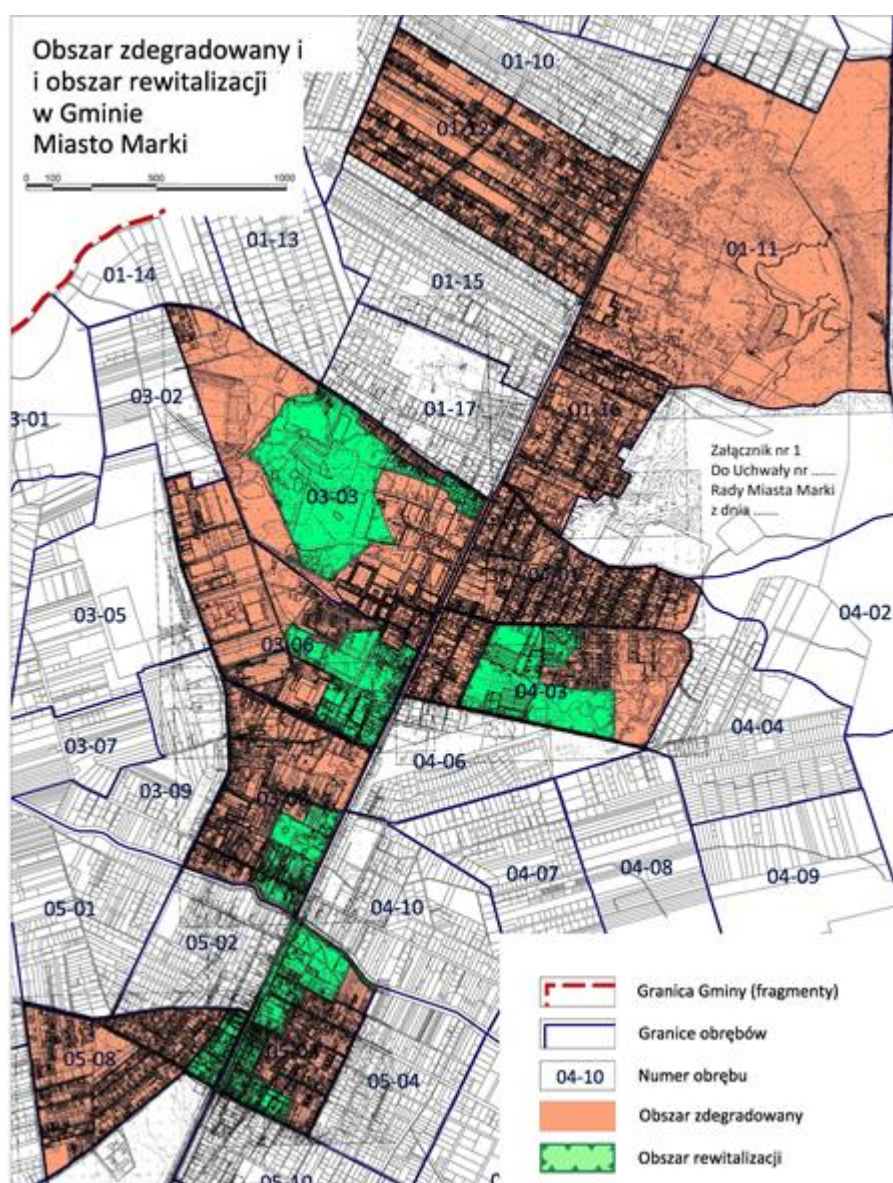 Obszar zdegradowany i
i obszar rewitalizacji
w Gminie
Miasto Marki
0 100 500 1000
01-10
01-12
01-11
01-13
01-14
01-15
03-02
3-01
01-17
01-16
Załącznik nr 1
Do Uchwały nr ........
Rady Miasta Marki
z dnia .......
03-03
03-05
04-02
03-06
04-03
04-04
03-07
04-06
03-09
04-07
04-08
04-09
05-01
04-10
05-02
05-08
05-04
05-10
Granica Gminy (fragmenty)
Granice obrębów
04-10 Numer obrębu
Obszar zdegradowany
Obszar rewitalizacji